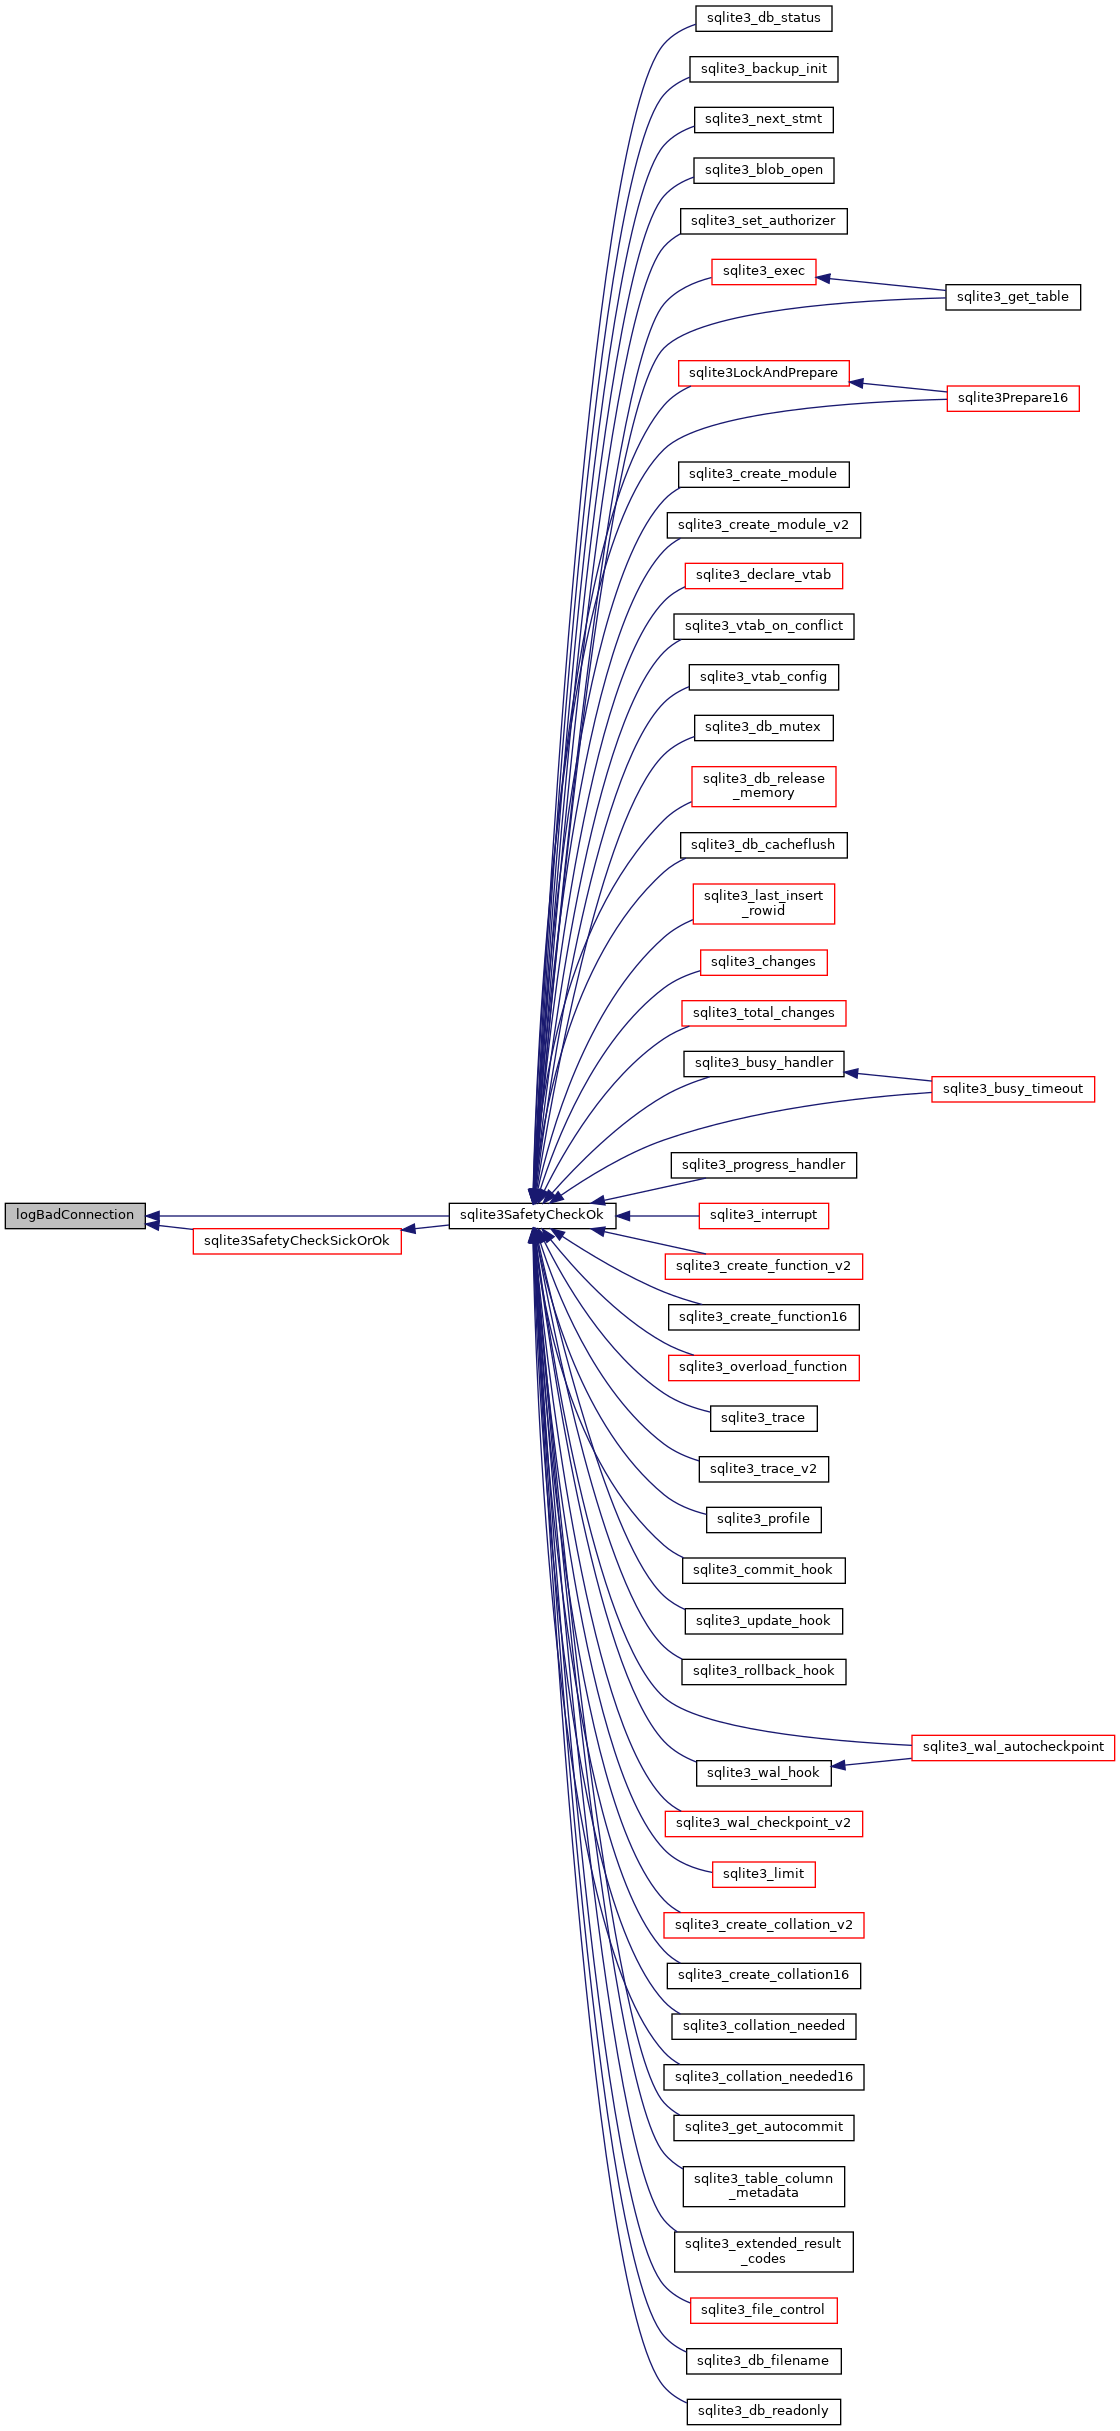 sqlite3_db_status
sqlite3_backup_init
sqlite3_next_stmt
sqlite3_blob_open
sqlite3_set_authorizer
sqlite3_exec
sqlite3_get_table
sqlite3LockAndPrepare
sqlite3Prepare16
sqlite3_create_module
sqlite3_create_module_v2
sqlite3_declare_vtab
sqlite3_vtab_on_conflict
sqlite3_vtab_config
sqlite3_db_mutex
sqlite3_db_release
_memory
sqlite3_db_cacheflush
sqlite3_last_insert
_rowid
sqlite3_changes
sqlite3_total_changes
sqlite3_busy_handler
sqlite3_busy_timeout
sqlite3_progress_handler
logBadConnection
sqlite3SafetyCheckOk
sqlite3_interrupt
sqlite3SafetyCheckSickOrOk
sqlite3_create_function_v2
sqlite3_create_function16
sqlite3_overload_function
sqlite3_trace
sqlite3_trace_v2
sqlite3_profile
sqlite3_commit_hook
sqlite3_update_hook
sqlite3_rollback_hook
sqlite3_wal_autocheckpoint
sqlite3_wal_hook
sqlite3_wal_checkpoint_v2
sqlite3_limit
sqlite3_create_collation_v2
sqlite3_create_collation16
sqlite3_collation_needed
sqlite3_collation_needed16
sqlite3_get_autocommit
sqlite3_table_column
_metadata
sqlite3_extended_result
_codes
sqlite3_file_control
sqlite3_db_filename
sqlite3_db_readonly